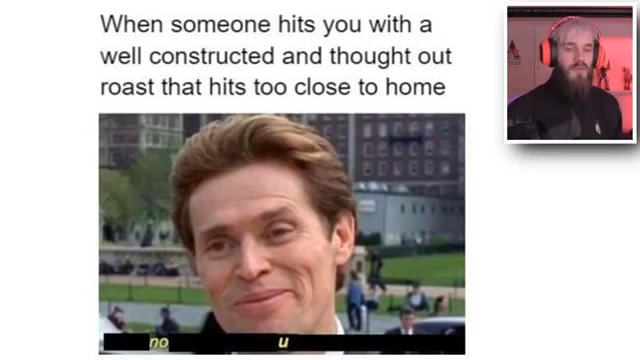 When someone hits you with a
well constructed and thought out
roast that hits too close to home
no u